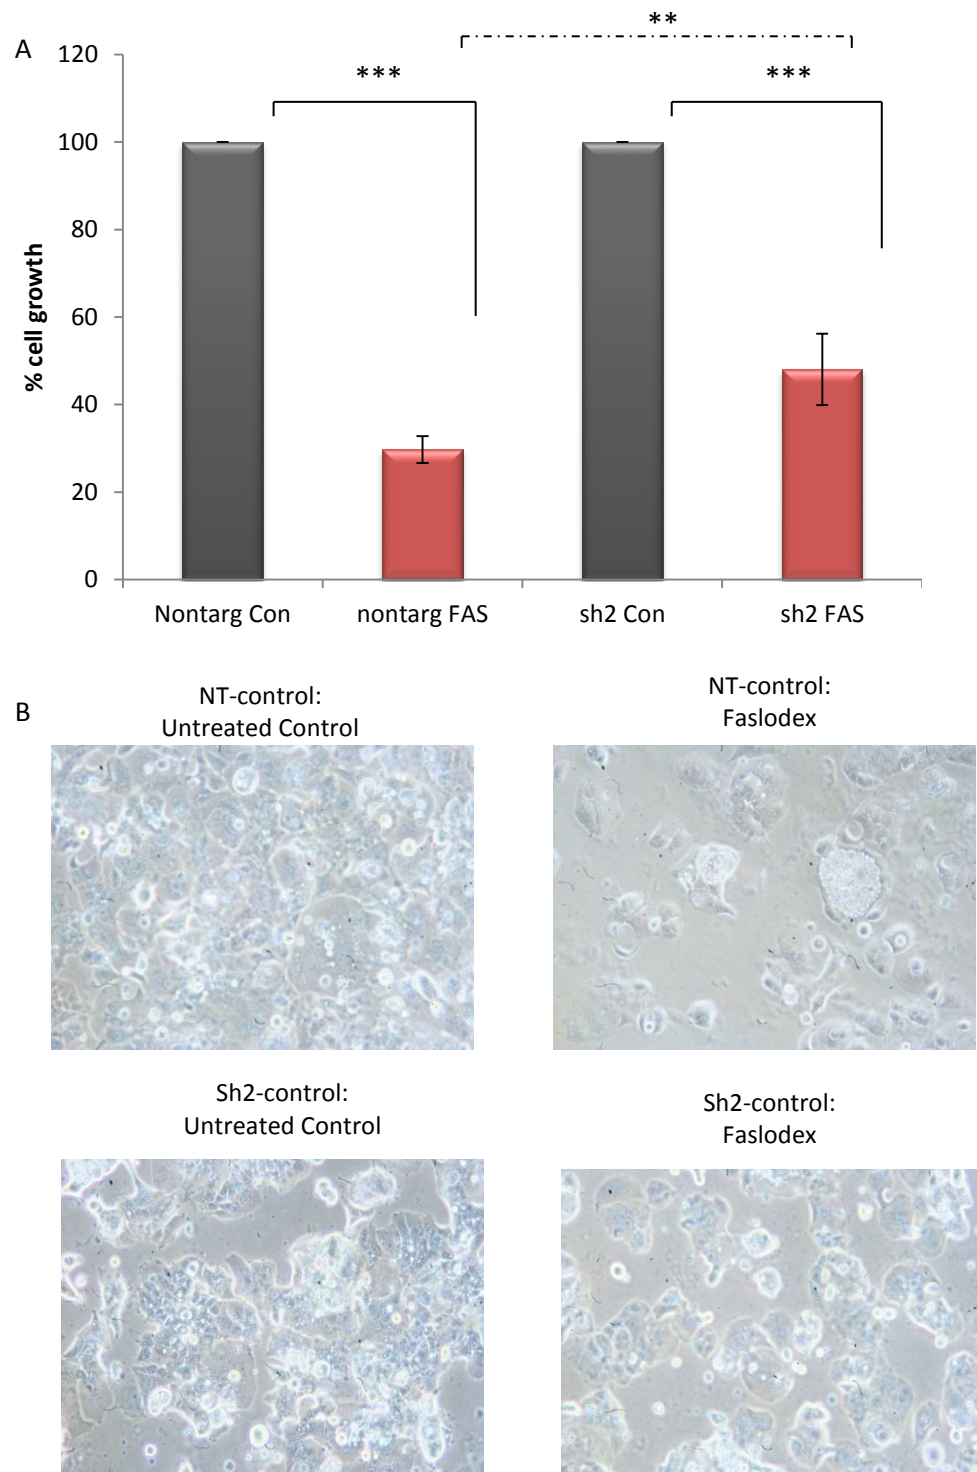 A
**
***
***
120
100
80
60
40
20
0
% cell growth
Nontarg Con
nontarg FAS
sh2 Con
sh2 FAS
B
NT-control:
Untreated Control
NT-control:
Faslodex
Sh2-control:
Untreated Control
Sh2-control:
Faslodex